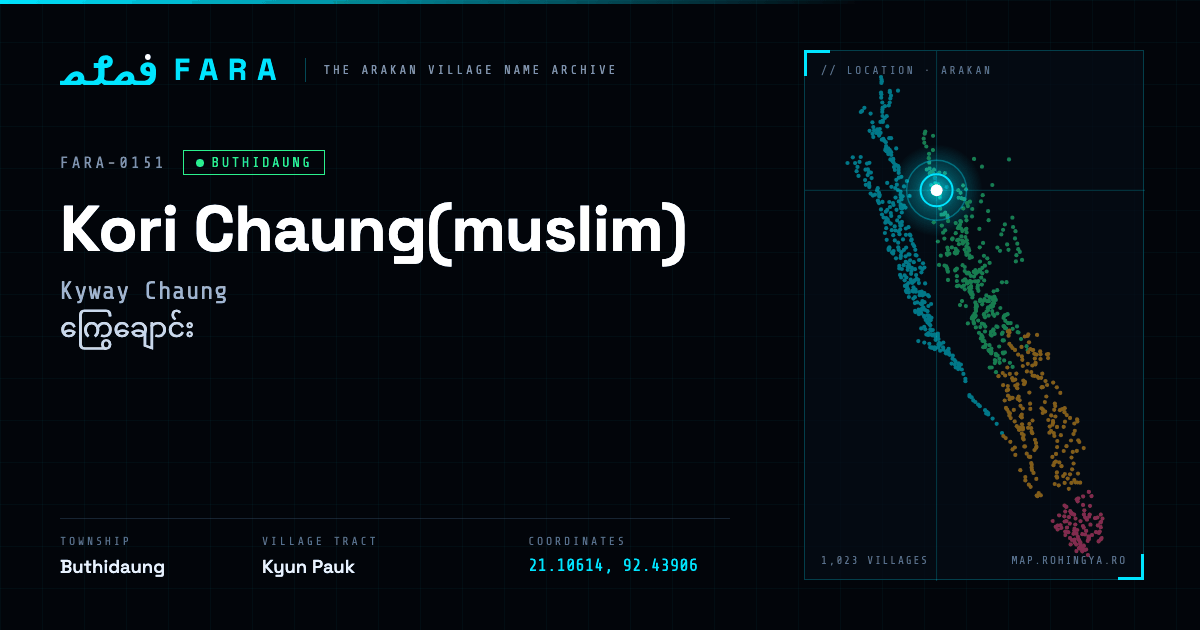 FARA
THE ARAKAN VILLAGE NAME ARCHIVE
FARA-0151
BUTHIDAUNG
Kori Chaung(muslim)
Kyway Chaung
ကြွေချောင်း
TOWNSHIP
Buthidaung
VILLAGE TRACT
Kyun Pauk
COORDINATES
21.10614, 92.43906
// LOCATION · ARAKAN
1,023 VILLAGES
MAP.ROHINGYA.RO